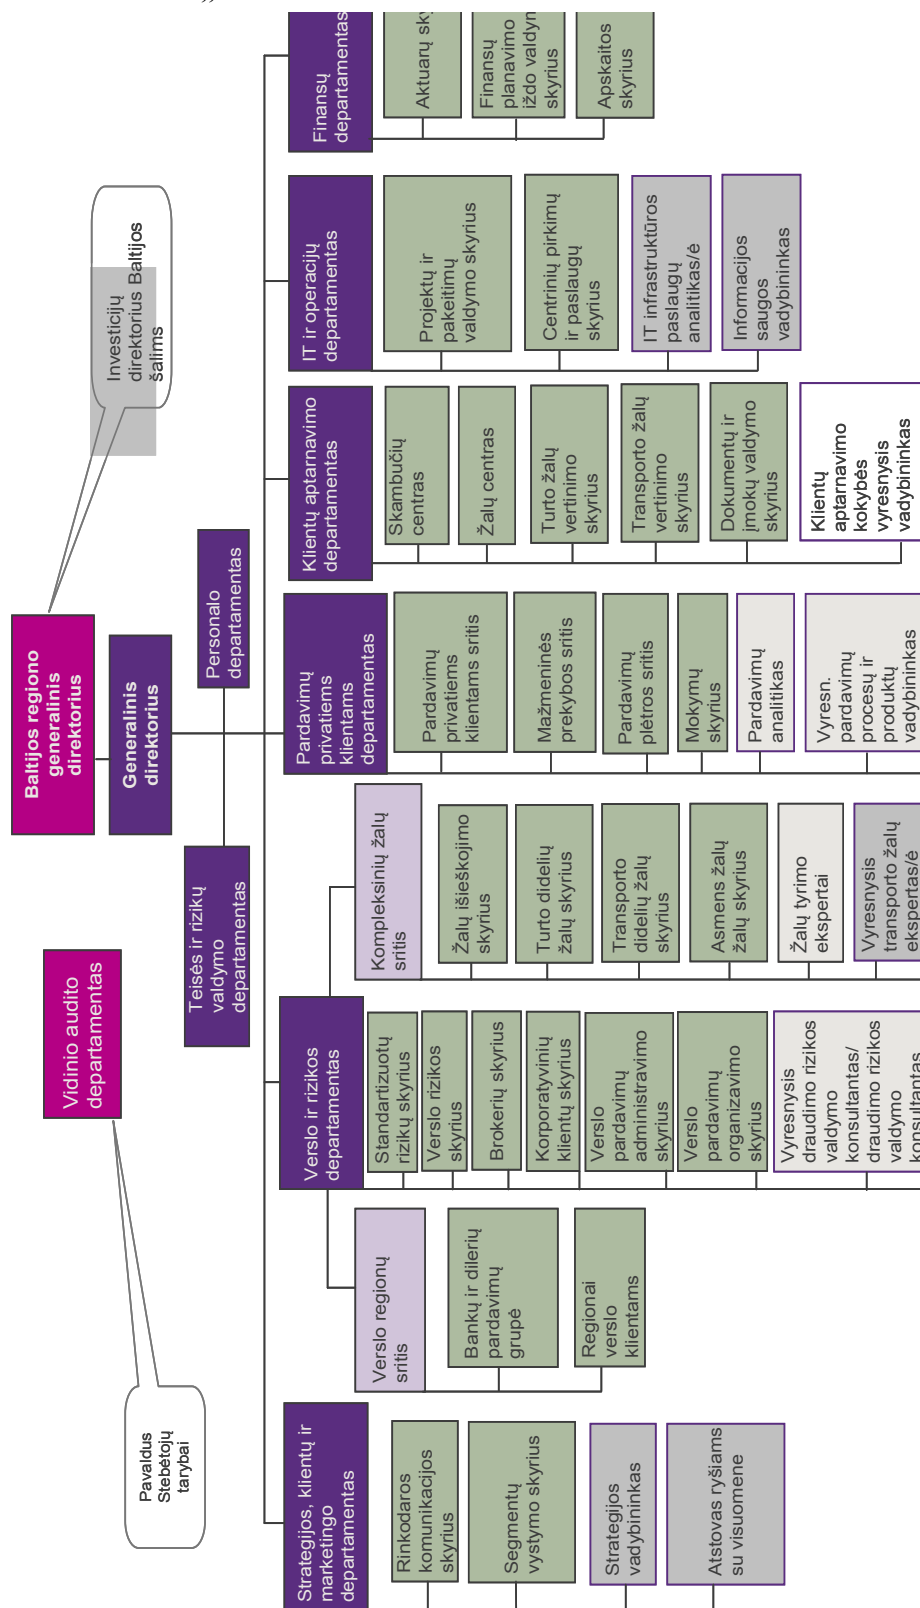 „
Baltijos regiono
generalinis
direktorius
Generalinis
direktorius
Investicijų
direktorius Baltijos
šalims
Vidinio audito
departamentas
Pavaldus
Stebėtojų
tarybai
Teisės ir rizikų
valdymo
departamentas
Personalo
departamentas
Strategijos, klientų ir
marketingo
departamentas
Rinkodaros
komunikacijos
skyrius
Segmentų
vystymo skyrius
Strategijos
vadybininkas
Atstovas ryšiams
su visuomene
Verslo ir rizikos
departamentas
Verslo regionų
sritis
Bankų ir dilerių
pardavimų
grupė
Regionai
verslo
klientams
Standartizuotų
rizikų skyrius
Verslo rizikos
skyrius
Brokerių skyrius
Korporatyvinių
klientų skyrius
Verslo
pardavimų
administravimo
skyrius
Verslo
pardavimų
organizavimo
skyrius
Vyresnysis
draudimo rizikos
valdymo
konsultantas/
draudimo rizikos
valdymo
konsultantas
Kompleksinių žalų
sritis
Žalų išieškojimo
skyrius
Turto didelių
žalų skyrius
Transporto
didelių žalų
skyrius
Asmens žalų
žalų skyrius
Žalų tyrimo
ekspertai
Vyresnysis
transporto žalų
ekspertas/ė
Pardavimų
privatiems
klientams
departamentas
Pardavimų
privatiems
klientams sritis
Mažmeninės
prekybos sritis
Pardavimų
plėtros sritis
Mokymų
skyrius
Pardavimų
analitikas
Vyresn.
pardavimų
procesų ir
produktų
vadybininkas
Klientų aptarnavimo
departamentas
Skambučių
centras
Žalų centras
Turto žalų
vertinimo
skyrius
Transporto žalų
vertinimo
skyrius
Dokumentų ir
įmokų valdymo
skyrius
Klientų
aptarnavimo
kokybės
vyresnysis
vadybininkas
IT ir operacijų
departamentas
Projektų ir
pakeitimų
valdymo skyrius
Centrinių pirkimų
ir paslaugų
skyrius
IT infrastruktūros
paslaugų
analitikas/ė
Informacijos
saugos
vadybininkas
Finansų
departamentas
Aktuarų sky
Finansų
planavimo
iždo valdym
skyrius
Apskaitos
skyrius